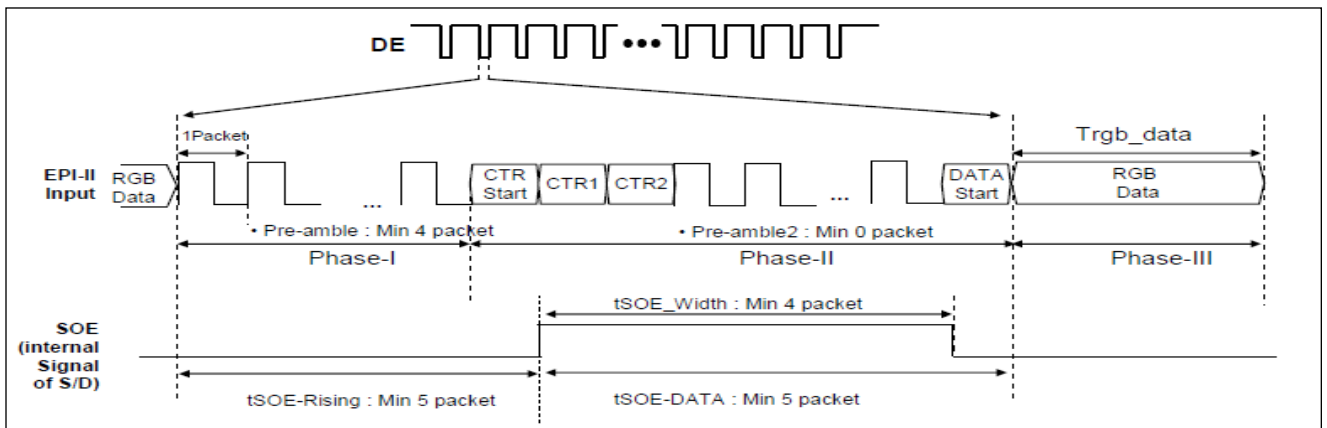 DE
1Packet
Trgb_data
EPI-II
Input
RGB
Data
...
CTR
Start
CTR1
CTR2
...
DATA
Start
RGB
Data
• Pre-amble : Min 4 packet
• Pre-amble2 : Min 0 packet
Phase-I
Phase-II
Phase-III
tSOE_Width : Min 4 packet
SOE
(internal
Signal
of S/D)
tSOE-Rising : Min 5 packet
tSOE-DATA : Min 5 packet